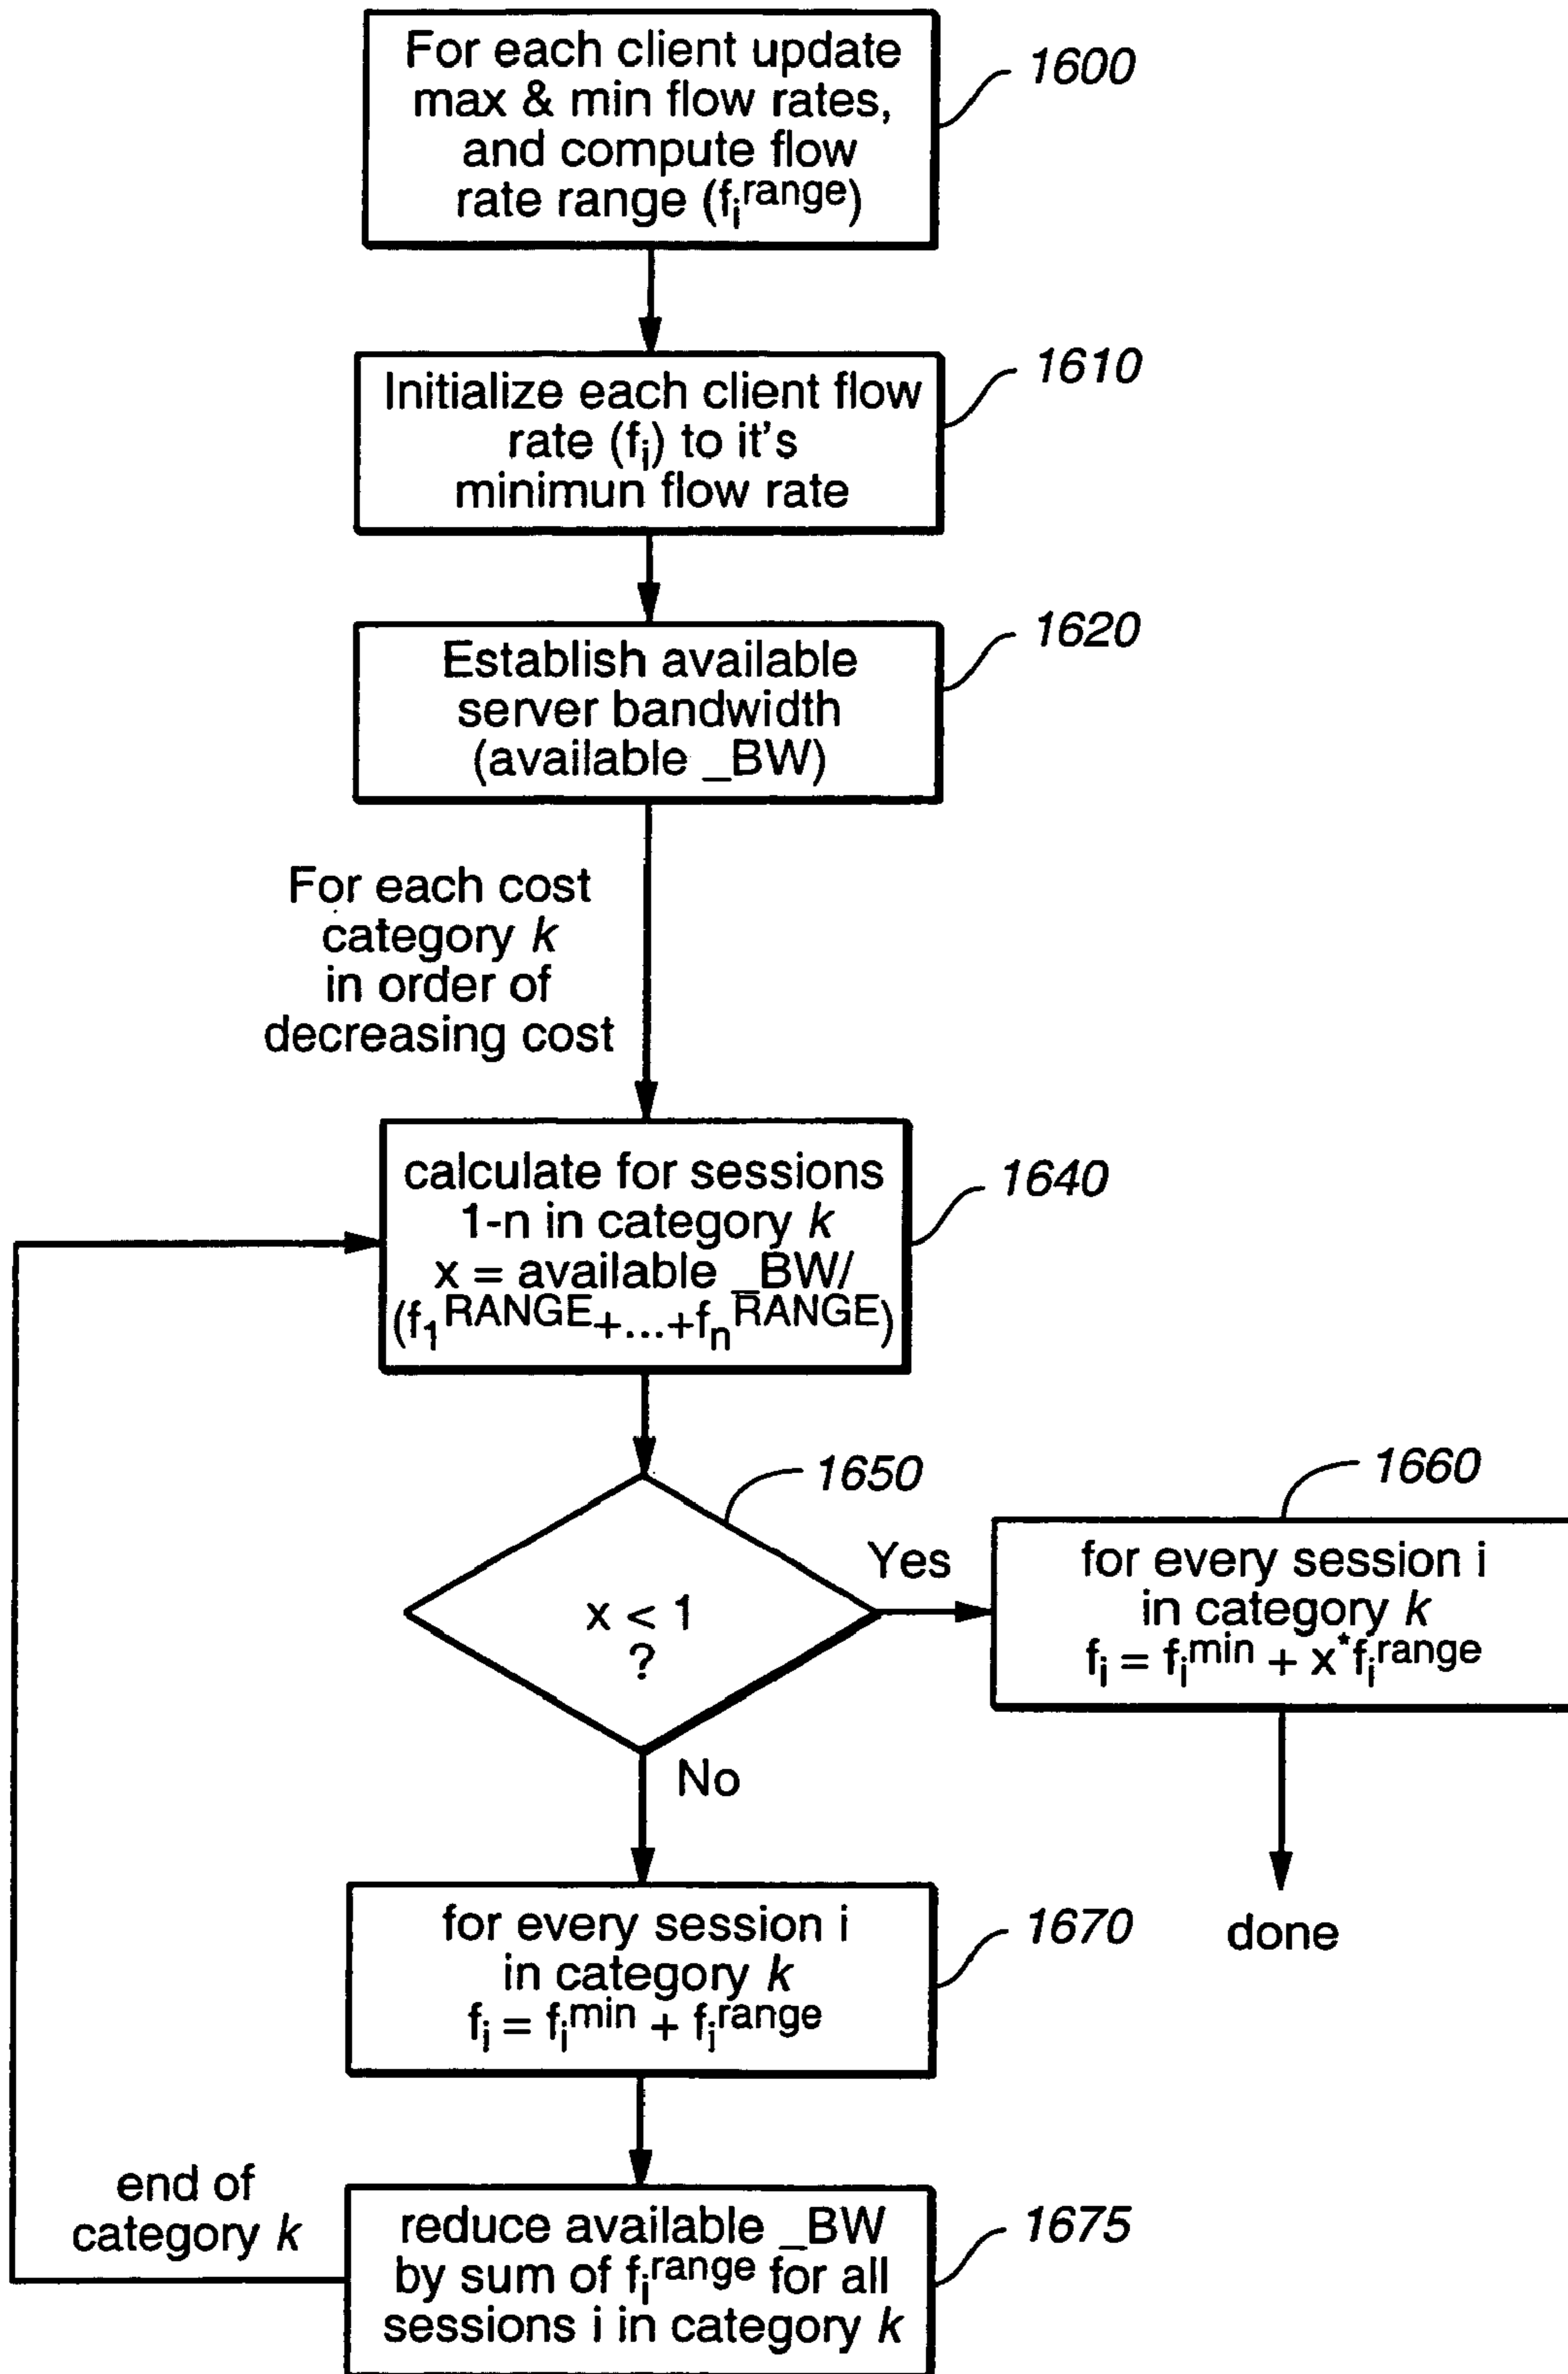 For each client update
max & min flow rates,
and compute flow
rate range (fᵢʳᵃⁿᵍᵉ)
1600
Initialize each client flow
rate (fᵢ) to it's
minimun flow rate
1610
Establish available
server bandwidth
(available _BW)
1620
For each cost
category k
in order of
decreasing cost
calculate for sessions
1-n in category k
x = available _BW/
(f₁RANGE+...+fₙRANGE)
1640
1650
x < 1
?
Yes
1660
for every session i
in category k
fᵢ = fᵢᵐⁱⁿ + x*fᵢʳᵃⁿᵍᵉ
No
done
for every session i
in category k
fᵢ = fᵢᵐⁱⁿ + fᵢʳᵃⁿᵍᵉ
1670
end of
category k
reduce available _BW
by sum of fᵢʳᵃⁿᵍᵉ for all
sessions i in category k
1675